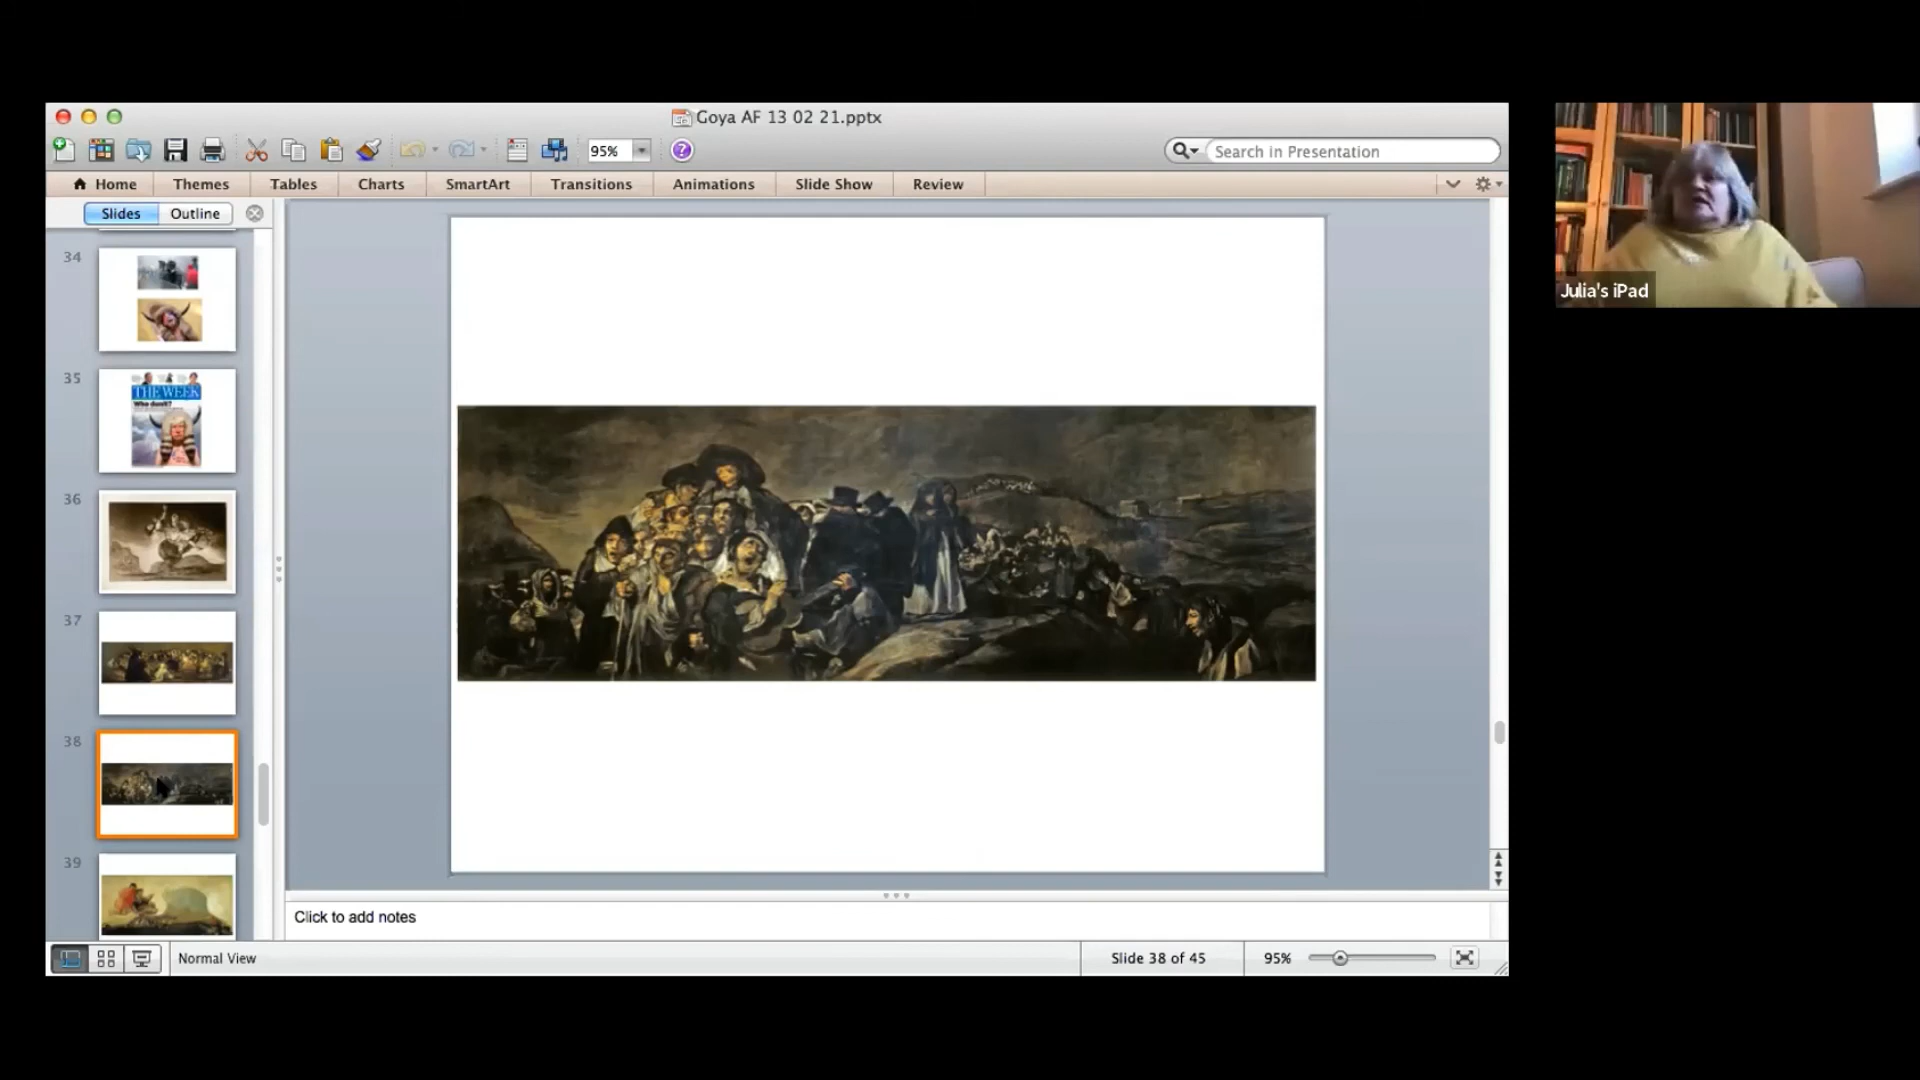 Goya AF 13 02 21.pptx
95%
Search in Presentation
Home Themes Tables Charts SmartArt Transitions Animations Slide Show Review
Slides Outline
34
35
THE WEEK
36
37
38
39
Click to add notes
Normal View Slide 38 of 45 95%
Julia's iPad